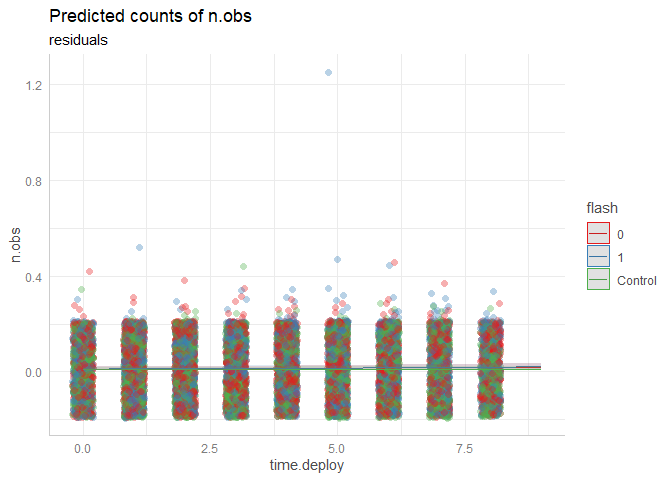 Predicted counts of n.obs
residuals
1.2
0.8
0.4
0.0
n.obs
0.0
2.5
5.0
7.5
time.deploy
flash
0
1
Control